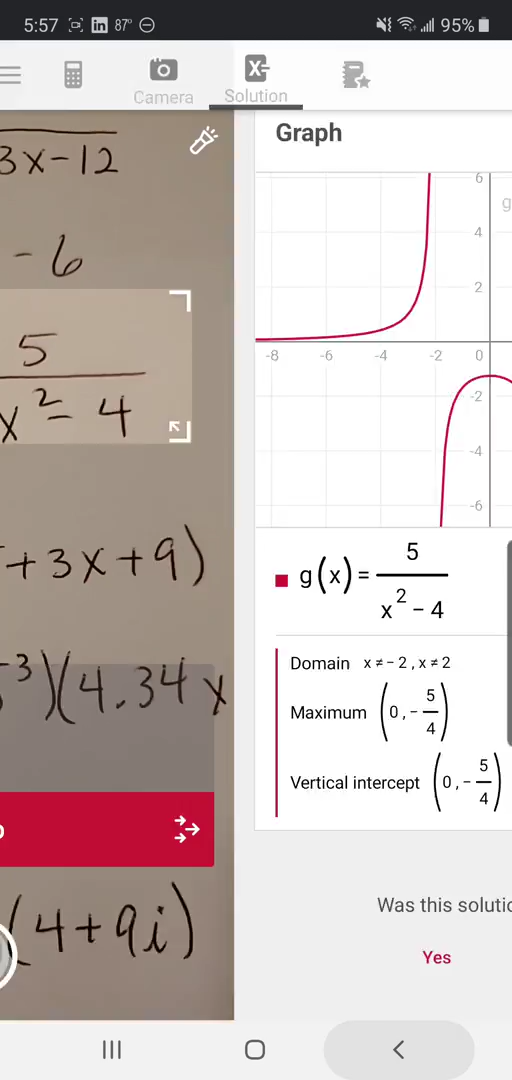 5:57 in 87° 95%
Camera
Solution
3x-12
-6
5
x² - 4
+3x+9)
³)(4.34x
(4+9i)
Graph
6
g
4
2
-8 -6 -4 -2 0
-2
-4
-6
g(x) = 5/(x² - 4)
Domain x ≠ - 2 , x ≠ 2
Maximum (0 , - 5/4)
Vertical intercept (0 , - 5/4)
Was this solutio
Yes